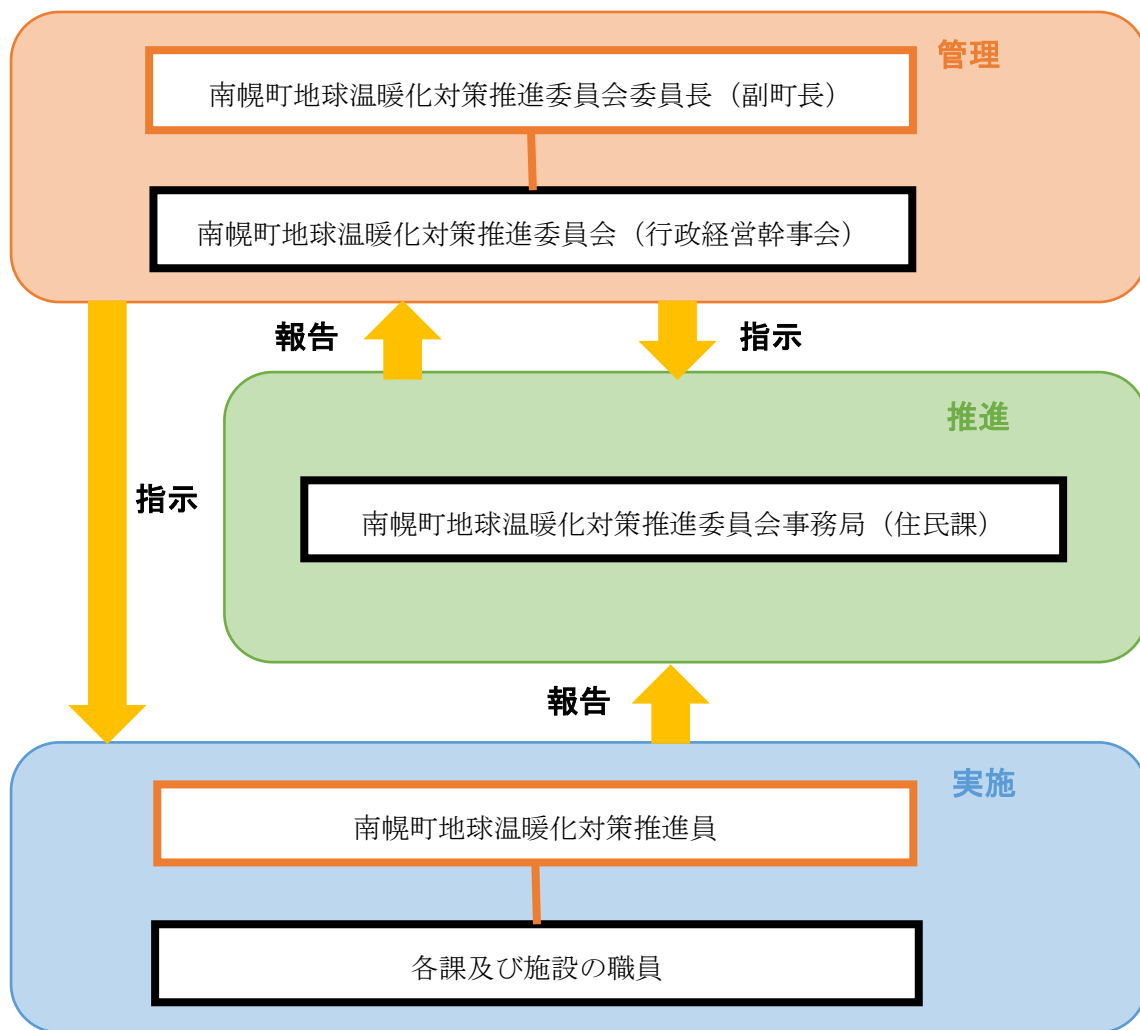 管理
南幌町地球温暖化対策推進委員会委員長（副町長）
南幌町地球温暖化対策推進委員会（行政経営幹事会）
報告
指示
推進
指示
南幌町地球温暖化対策推進委員会事務局（住民課）
報告
実施
南幌町地球温暖化対策推進員
各課及び施設の職員